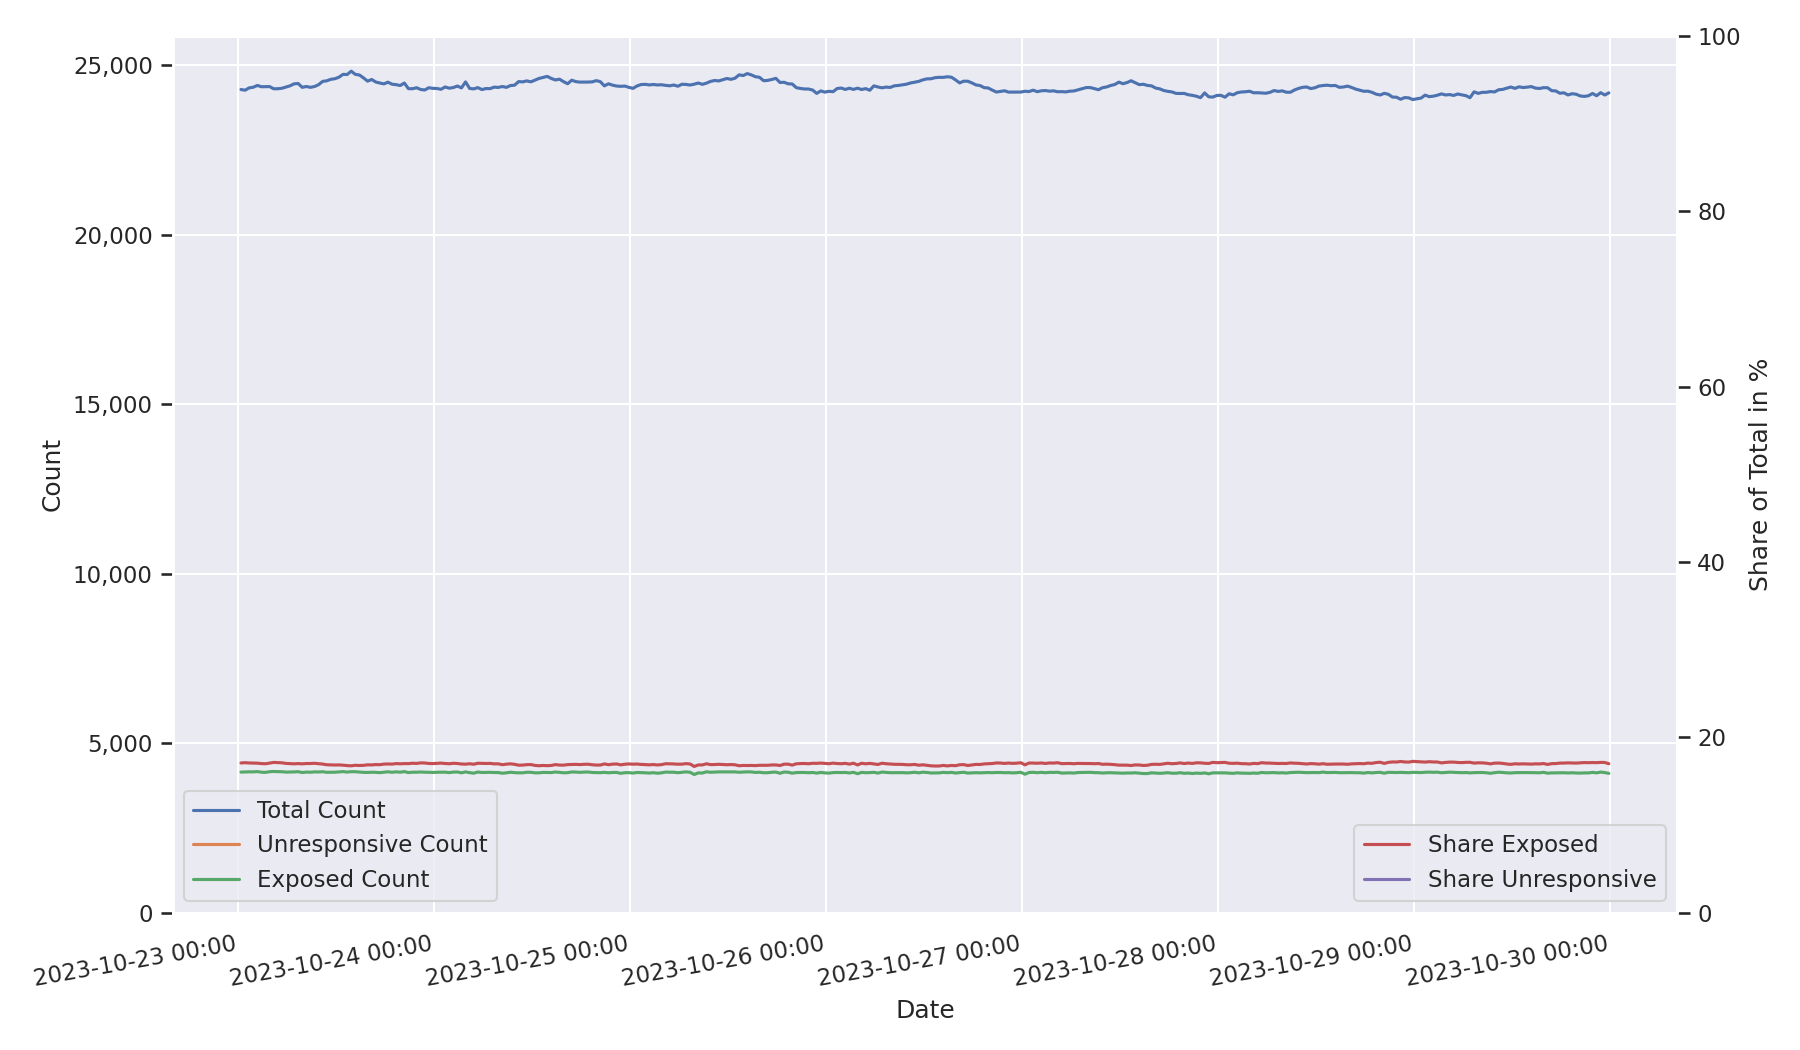 25,000
20,000
15,000
10,000
5,000
0
Count
100
80
60
40
20
0
Share of Total in %
Total Count
Unresponsive Count
Exposed Count
Share Exposed
Share Unresponsive
2023-10-23 00:00
2023-10-24 00:00
2023-10-25 00:00
2023-10-26 00:00
2023-10-27 00:00
2023-10-28 00:00
2023-10-29 00:00
2023-10-30 00:00
Date